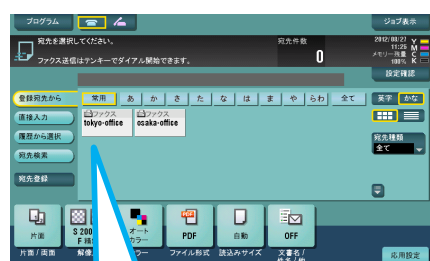 プログラム
ジョブ表示
宛先を選択してください。
ファクス送信はテンキーでダイアル開始できます。
宛先件数
0
2012/08/27
11:26
メモリー残量
100%
Y
M
C
K
設定確認
登録宛先から
常用 あ か さ た な は ま や らわ 全て
英字 かな
直接入力
履歴から選択
宛先検索
宛先登録
ファクス
tokyo-office
ファクス
osaka-office
宛先種類
全て
片面
S 200
F 精
オート
カラー
PDF
自動
OFF
片面/両面
解像
ラー
ファイル形式
読込みサイズ
文書名/
応用設定